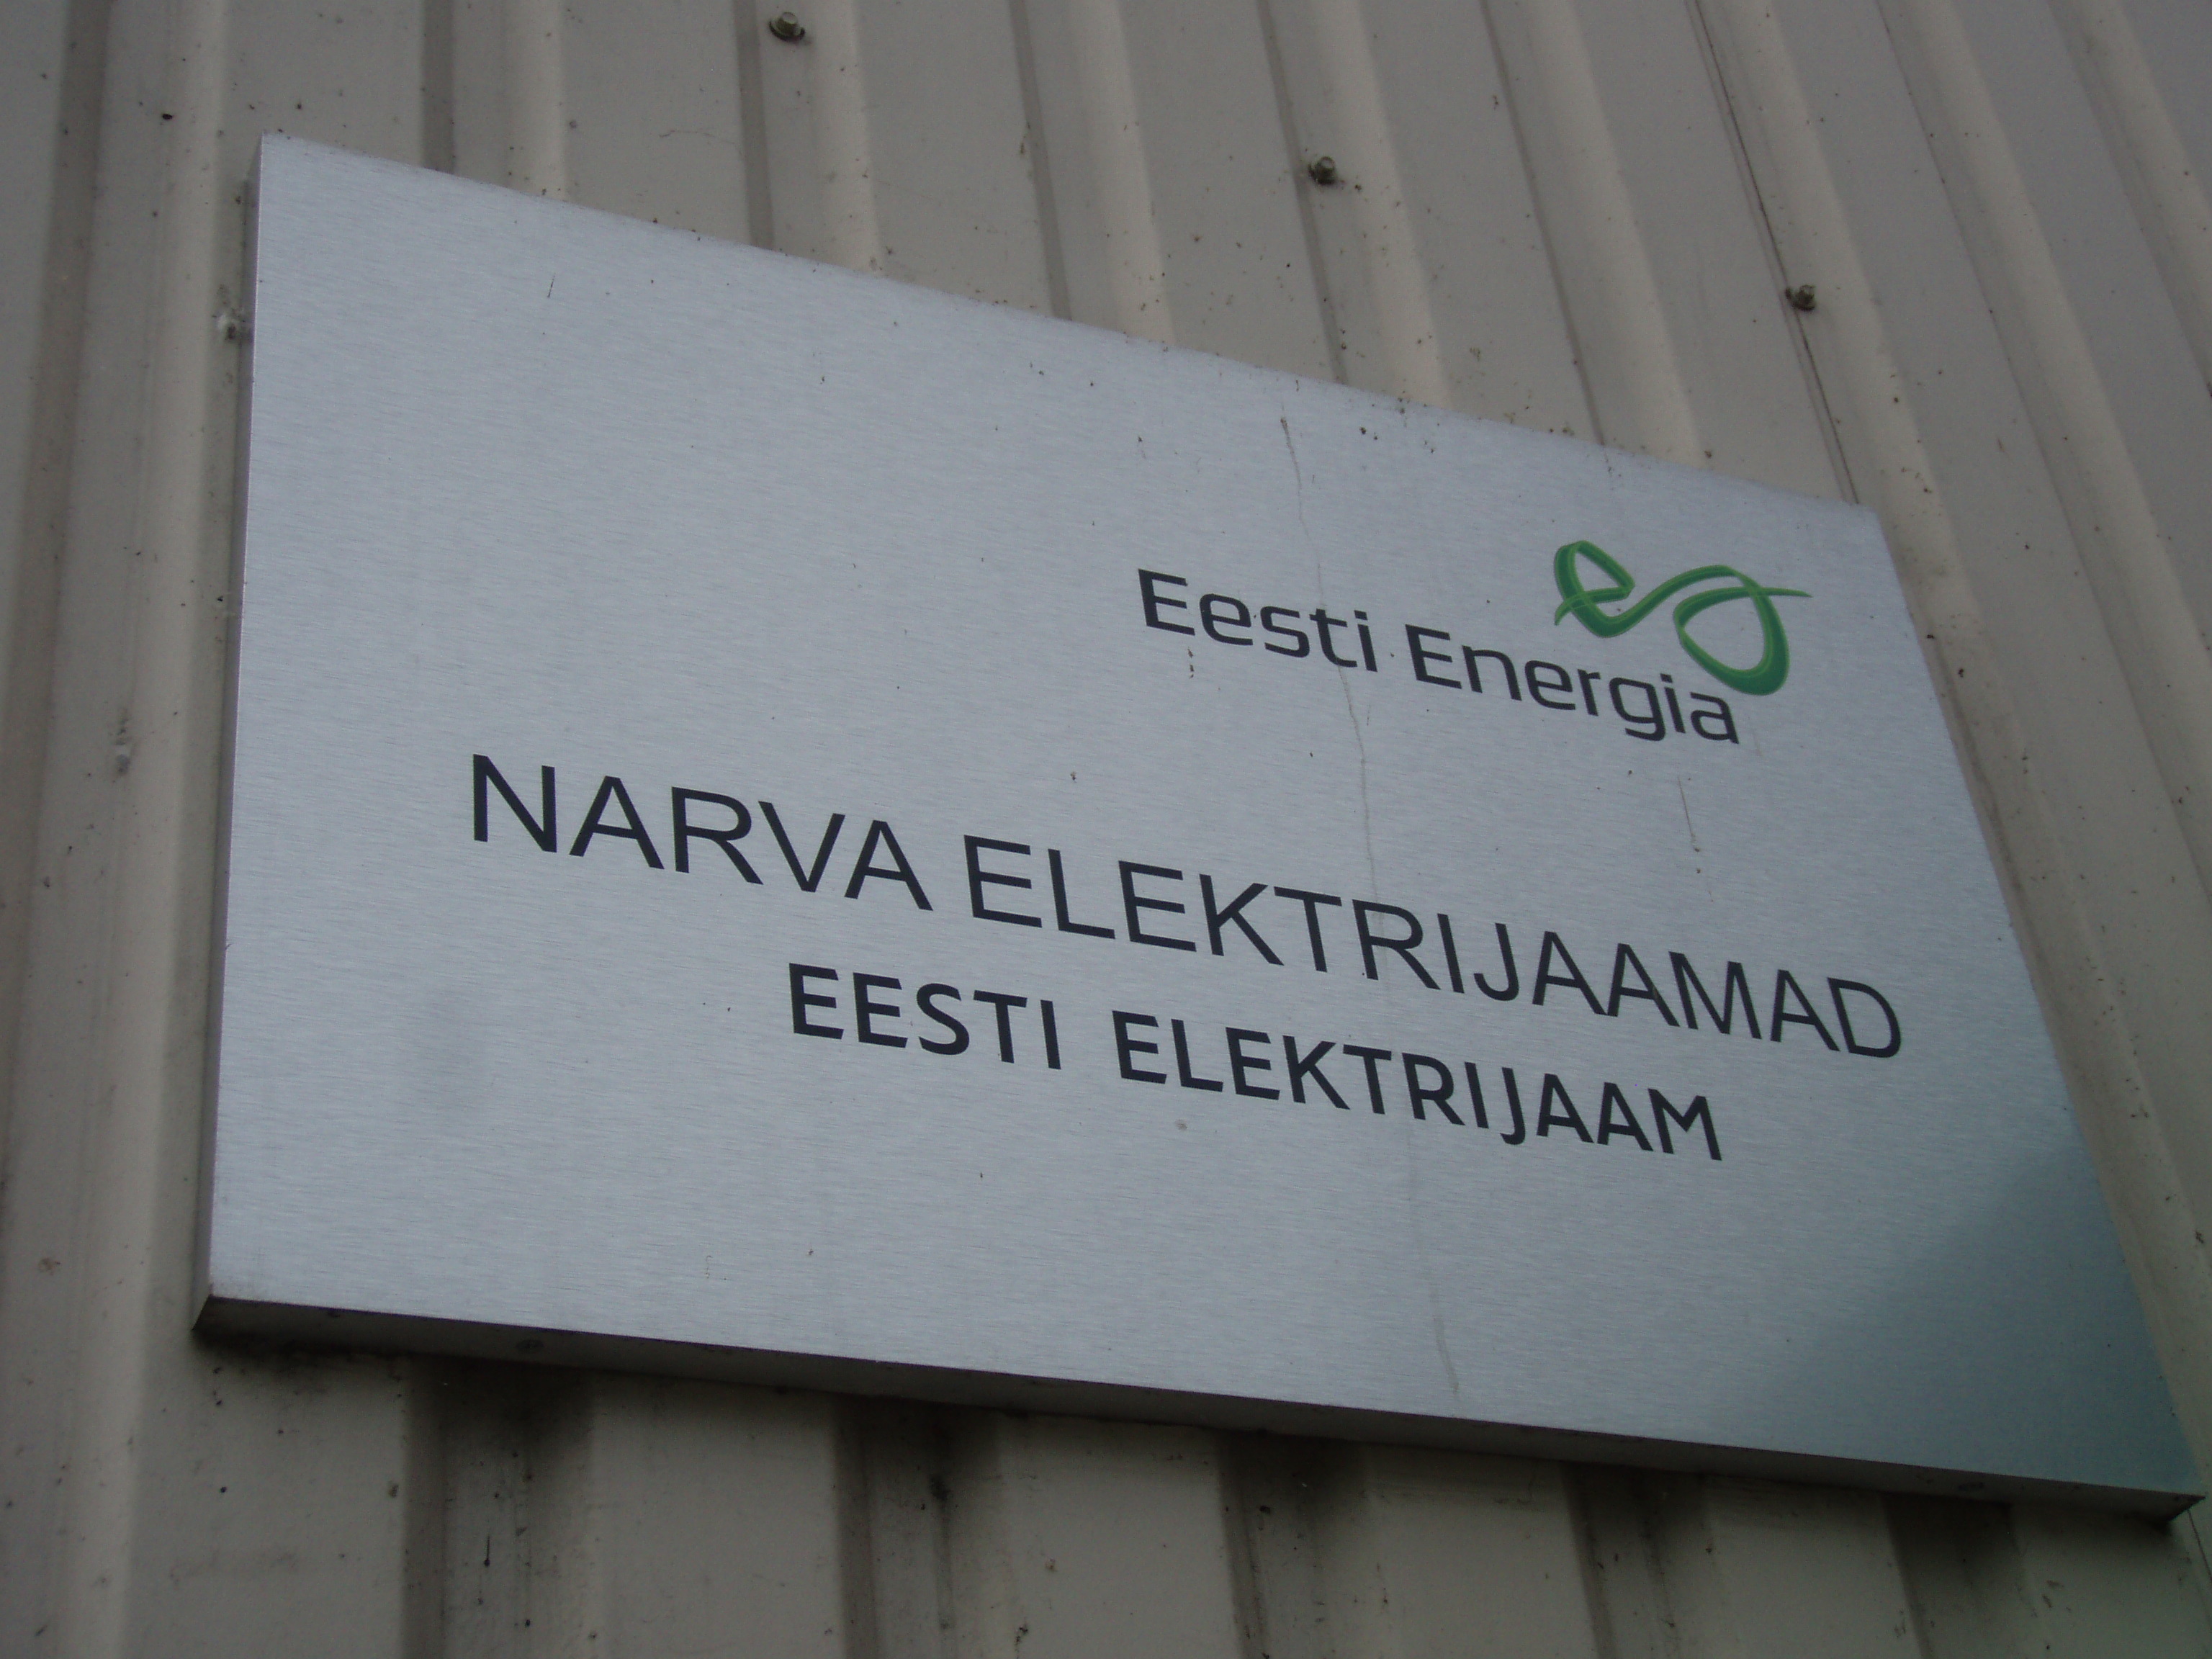 Eesti Energia
NARVA ELEKTRIJAAMAD
EESTI ELEKTRIJAAM